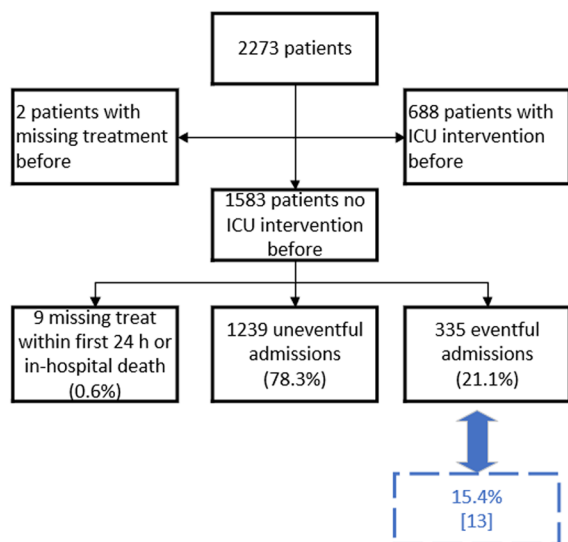 2273 patients
2 patients with
missing treatment
before
688 patients with
ICU intervention
before
1583 patients no
ICU intervention
before
9 missing treat
within first 24 h or
in-hospital death
(0.6%)
1239 uneventful
admissions
(78.3%)
335 eventful
admissions
(21.1%)
15.4%
[13]